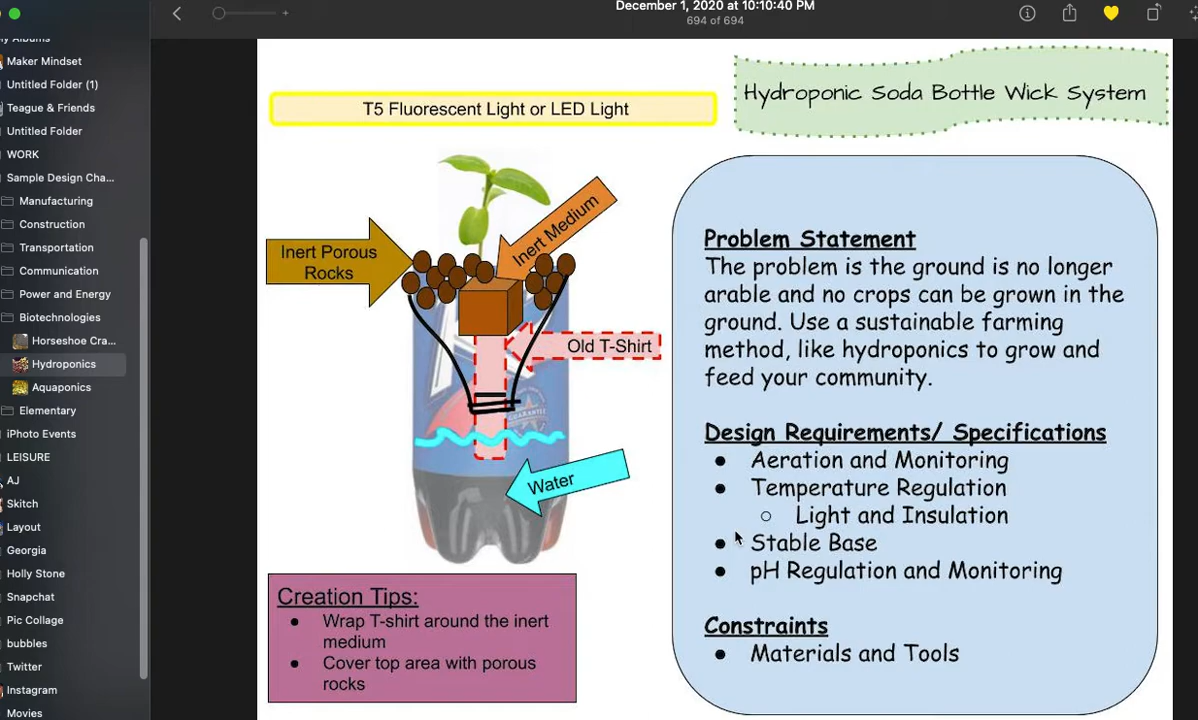 December 1, 2020 at 10:10:40 PM
694 of 694
My Albums
Maker Mindset
Untitled Folder (1)
Teague & Friends
Untitled Folder
WORK
Sample Design Cha...
Manufacturing
Construction
Transportation
Communication
Power and Energy
Biotechnologies
Horseshoe Cra...
Hydroponics
Aquaponics
Elementary
iPhoto Events
LEISURE
AJ
Skitch
Layout
Georgia
Holly Stone
Snapchat
Pic Collage
bubbles
Twitter
Instagram
Movies
T5 Fluorescent Light or LED Light
Hydroponic Soda Bottle Wick System
Inert Porous
Rocks
Inert Medium
Old T-Shirt
GUARANTEE
Water
Creation Tips:
● Wrap T-shirt around the inert
medium
● Cover top area with porous
rocks
Problem Statement
The problem is the ground is no longer
arable and no crops can be grown in the
ground. Use a sustainable farming
method, like hydroponics to grow and
feed your community.
Design Requirements/ Specifications
● Aeration and Monitoring
● Temperature Regulation
○ Light and Insulation
● Stable Base
● pH Regulation and Monitoring
Constraints
● Materials and Tools